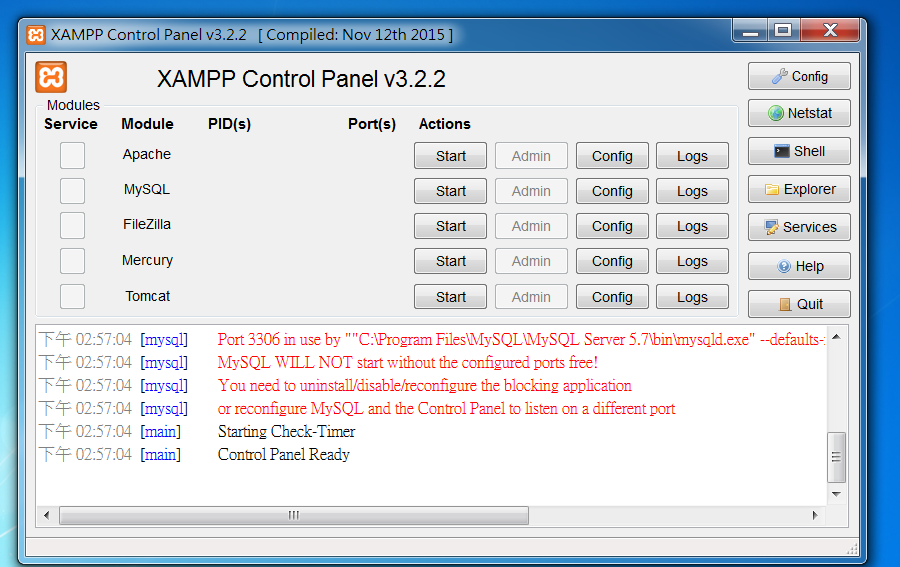 XAMPP Control Panel v3.2.2 [ Compiled: Nov 12th 2015 ]
XAMPP Control Panel v3.2.2
Config
Modules
Service Module PID(s) Port(s) Actions
Netstat
Apache Start Admin Config Logs
Shell
MySQL Start Admin Config Logs
Explorer
FileZilla Start Admin Config Logs
Services
Mercury Start Admin Config Logs
Help
Tomcat Start Admin Config Logs
Quit
下午 02:57:04 [mysql] Port 3306 in use by ""C:\Program Files\MySQL\MySQL Server 5.7\bin\mysqld.exe" --defaults-
下午 02:57:04 [mysql] MySQL WILL NOT start without the configured ports free!
下午 02:57:04 [mysql] You need to uninstall/disable/reconfigure the blocking application
下午 02:57:04 [mysql] or reconfigure MySQL and the Control Panel to listen on a different port
下午 02:57:04 [main] Starting Check-Timer
下午 02:57:04 [main] Control Panel Ready